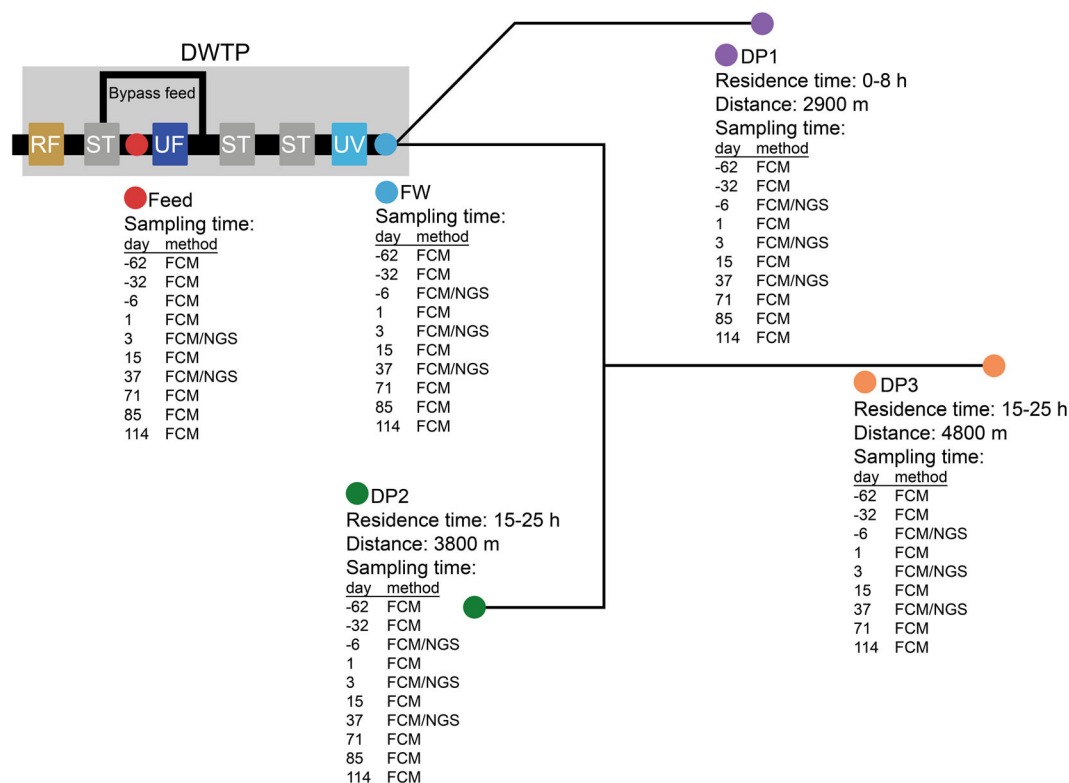 DWTP
Bypass feed
RF ST UF ST ST UV
Feed
Sampling time:
day method
-62 FCM
-32 FCM
-6 FCM
1 FCM
3 FCM/NGS
15 FCM
37 FCM/NGS
71 FCM
85 FCM
114 FCM
FW
Sampling time:
day method
-62 FCM
-32 FCM
-6 FCM/NGS
1 FCM
3 FCM/NGS
15 FCM
37 FCM/NGS
71 FCM
85 FCM
114 FCM
DP1
Residence time: 0-8 h
Distance: 2900 m
Sampling time:
day method
-62 FCM
-32 FCM
-6 FCM/NGS
1 FCM
3 FCM/NGS
15 FCM
37 FCM/NGS
71 FCM
85 FCM
114 FCM
DP3
Residence time: 15-25 h
Distance: 4800 m
Sampling time:
day method
-62 FCM
-32 FCM
-6 FCM/NGS
1 FCM
3 FCM/NGS
15 FCM
37 FCM/NGS
71 FCM
114 FCM
DP2
Residence time: 15-25 h
Distance: 3800 m
Sampling time:
day method
-62 FCM
-32 FCM
-6 FCM/NGS
1 FCM
3 FCM/NGS
15 FCM
37 FCM/NGS
71 FCM
85 FCM
114 FCM